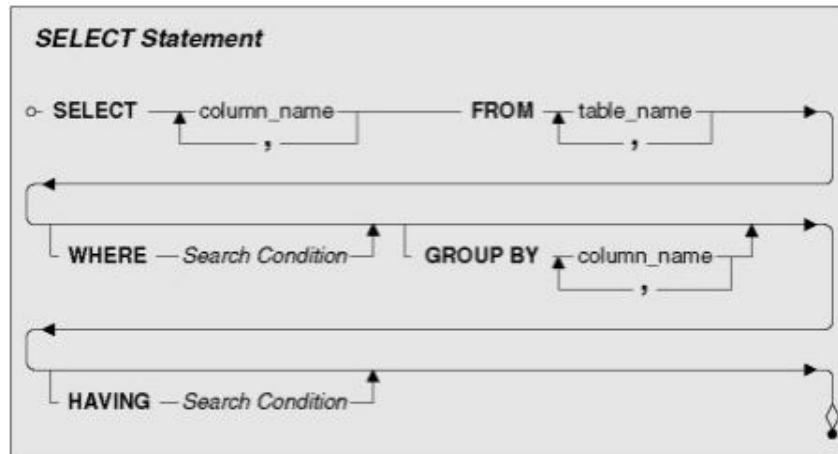 SELECT Statement
SELECT column_name FROM table_name
, ,
WHERE Search Condition GROUP BY column_name
,
HAVING Search Condition